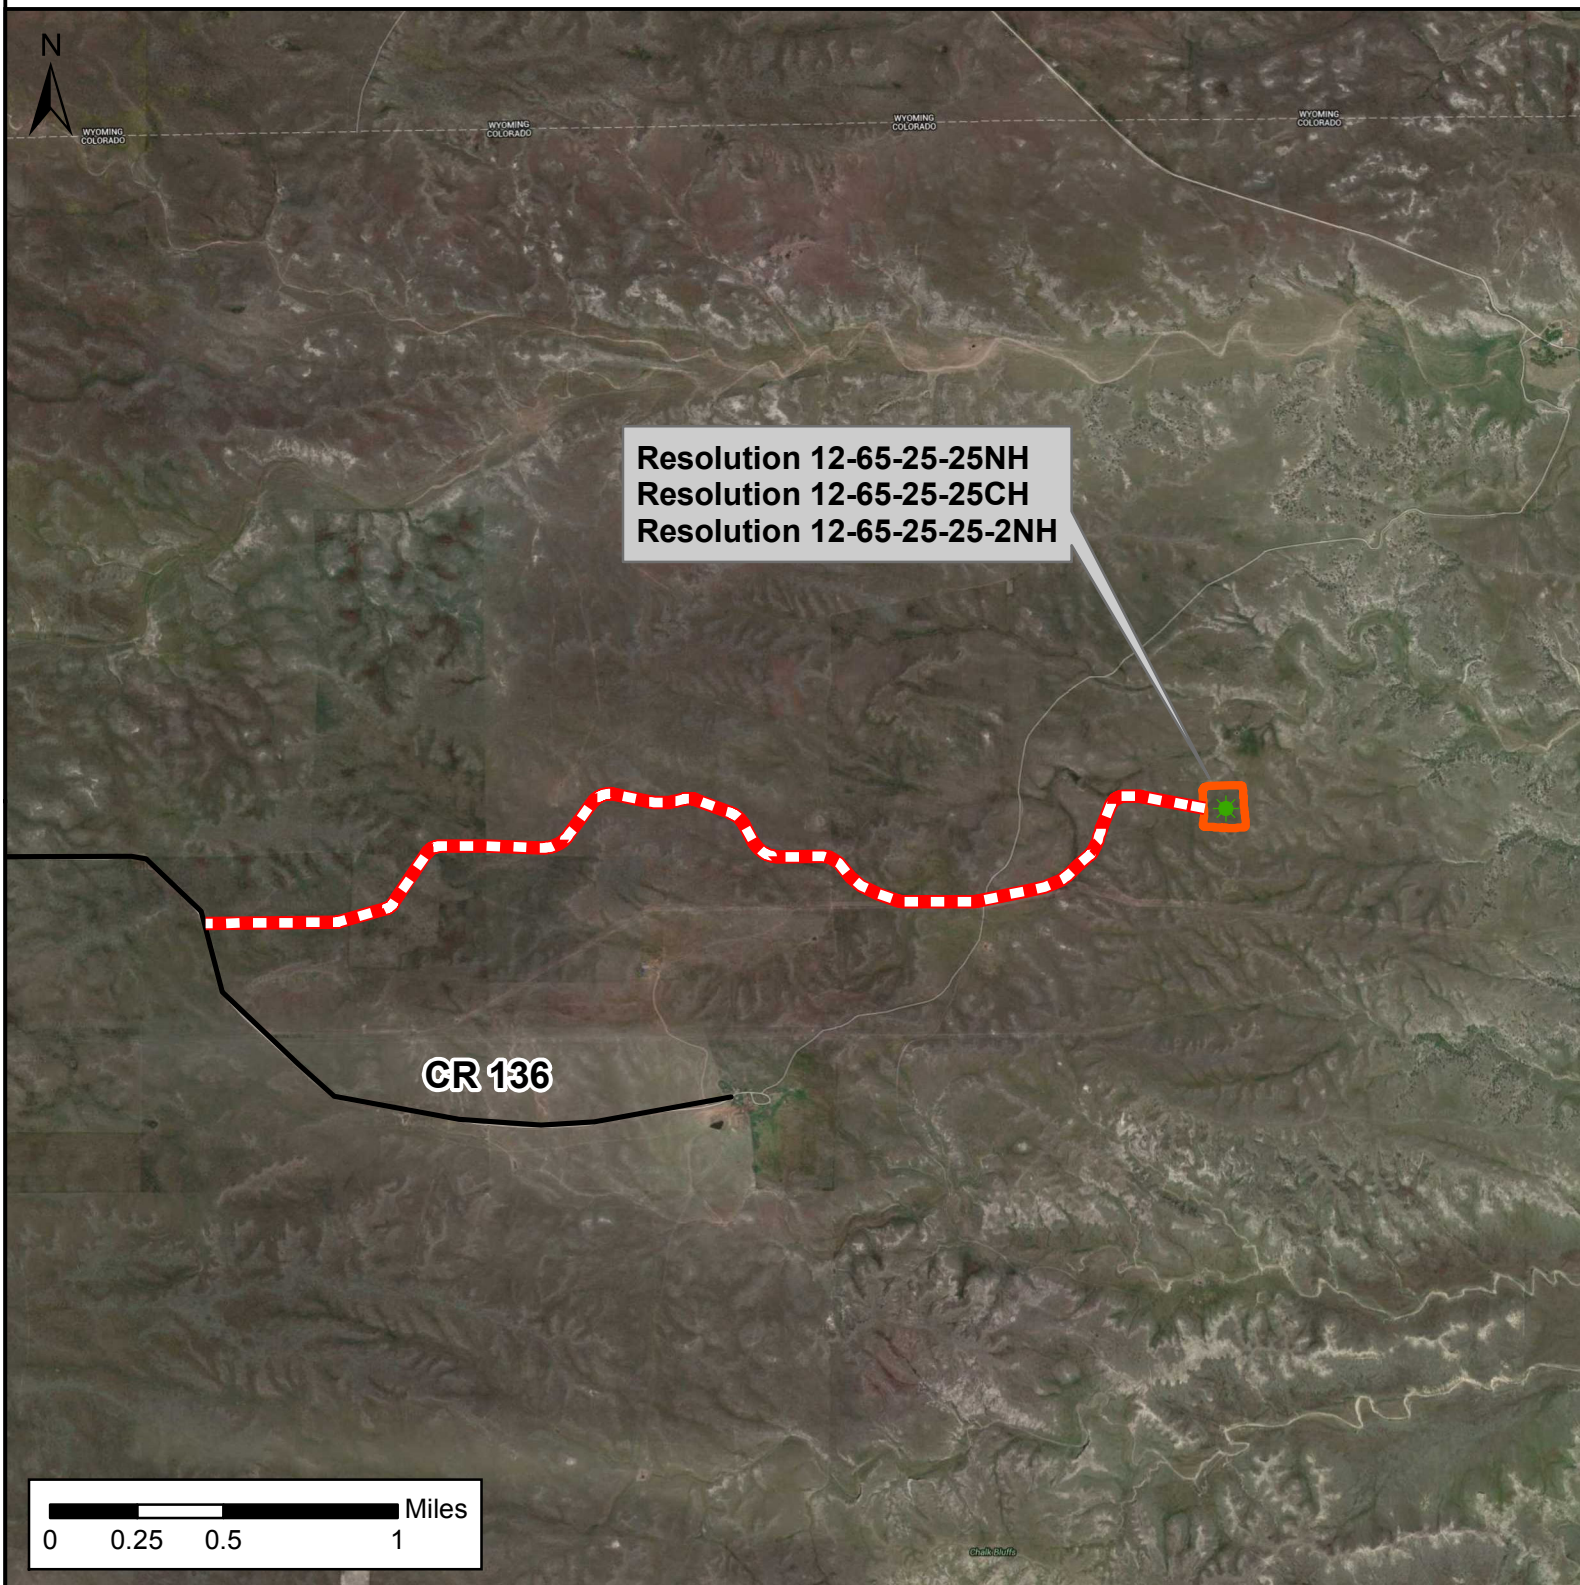 N
WYOMING
COLORADO
WYOMING
COLORADO
WYOMING
COLORADO
WYOMING
COLORADO
Resolution 12-65-25-25NH
Resolution 12-65-25-25CH
Resolution 12-65-25-25-2NH
CR 136
Miles
0 0.25 0.5 1
Chalk Bluffs